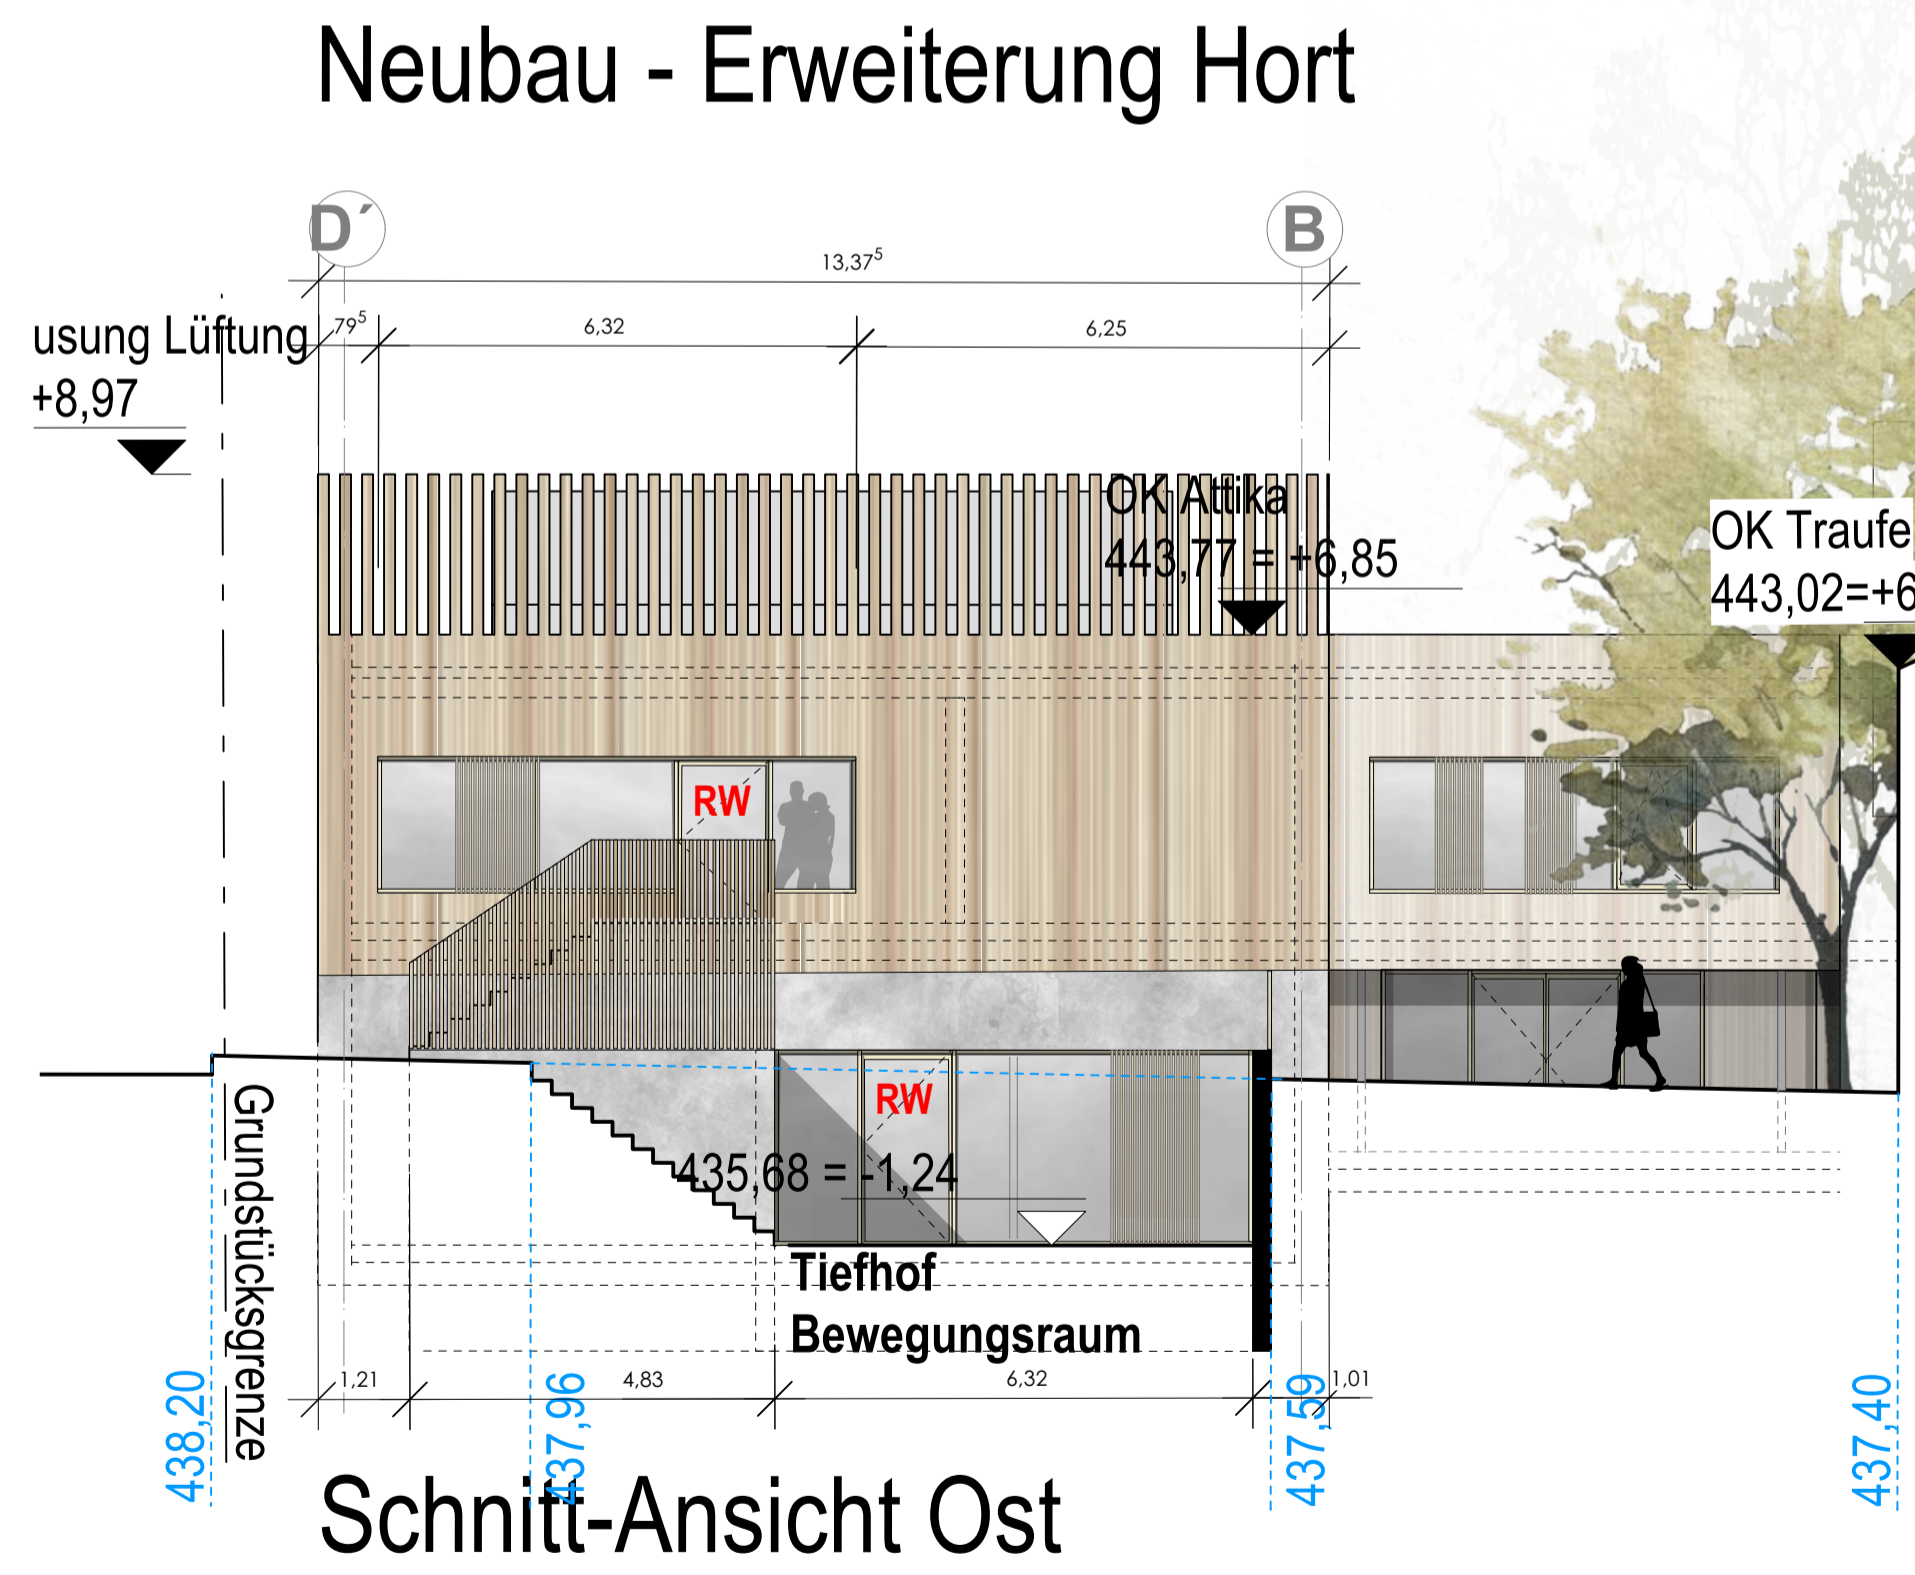 Neubau - Erweiterung Hort
D´
B
13,37⁵
79⁵
6,32
6,25
usung Lüftung
+8,97
OK Attika
443,77 = +6,85
OK Traufe
443,02=+6
RW
RW
435,68 = -1,24
Tiefhof
Bewegungsraum
Grundstücksgrenze
1,21
4,83
6,32
1,01
438,20
437,96
437,59
437,40
Schnitt-Ansicht Ost